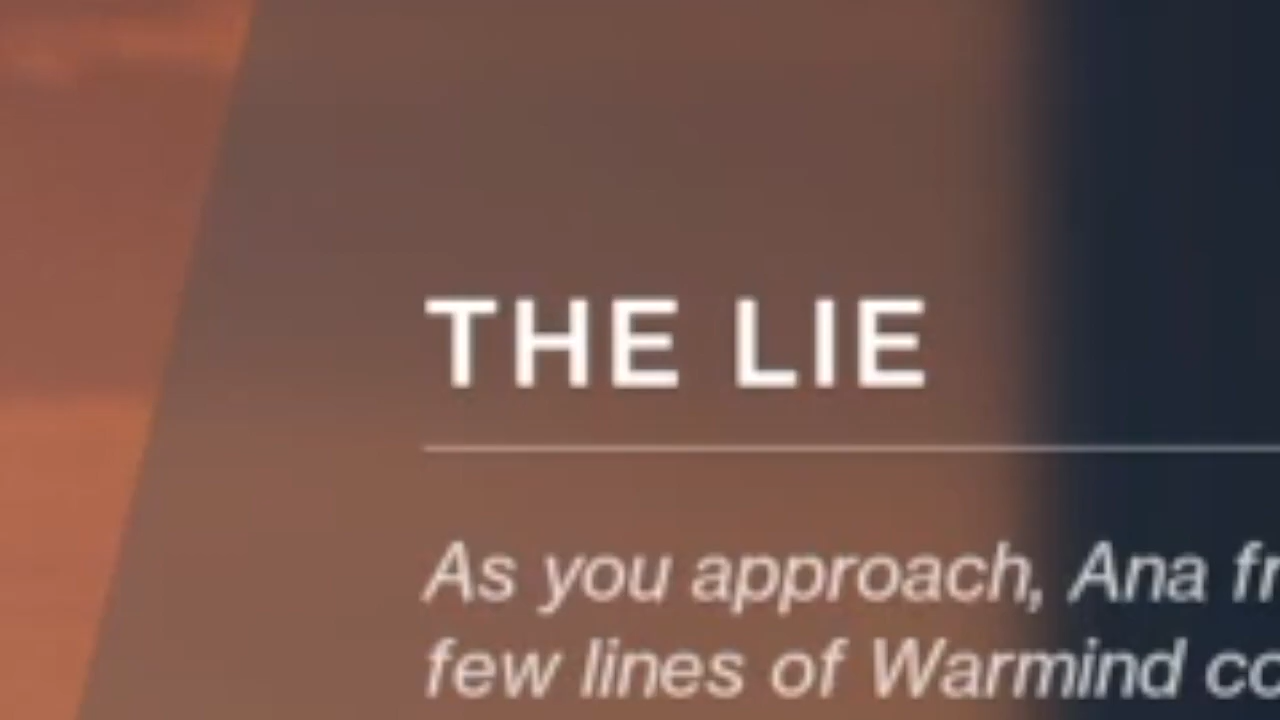 THE LIE
As you approach, Ana
few lines of Warmind